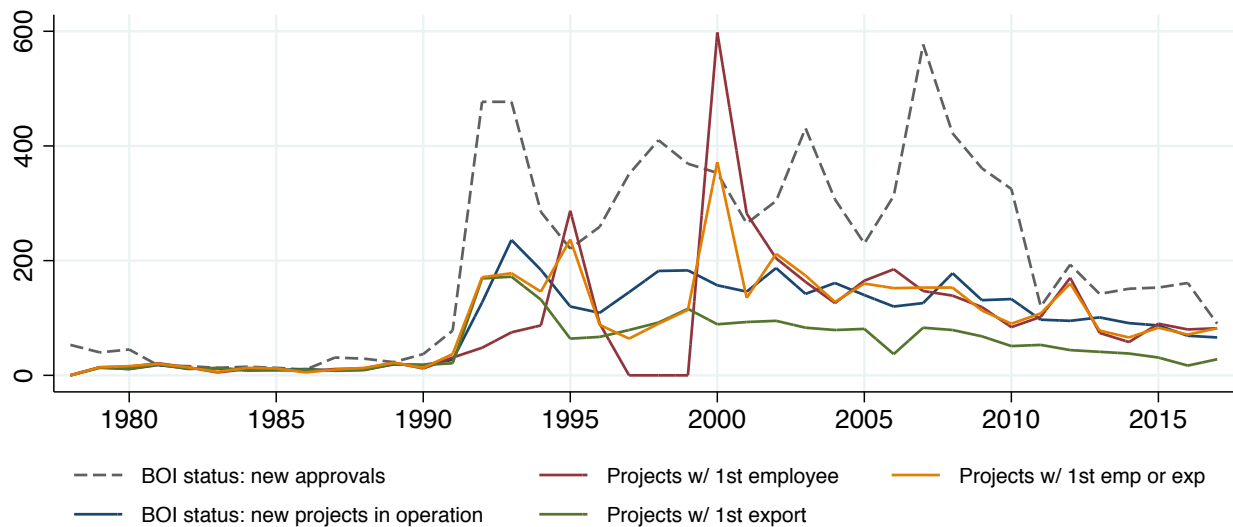 600
400
200
0
1980 1985 1990 1995 2000 2005 2010 2015
BOI status: new approvals Projects w/ 1st employee Projects w/ 1st emp or exp
BOI status: new projects in operation Projects w/ 1st export